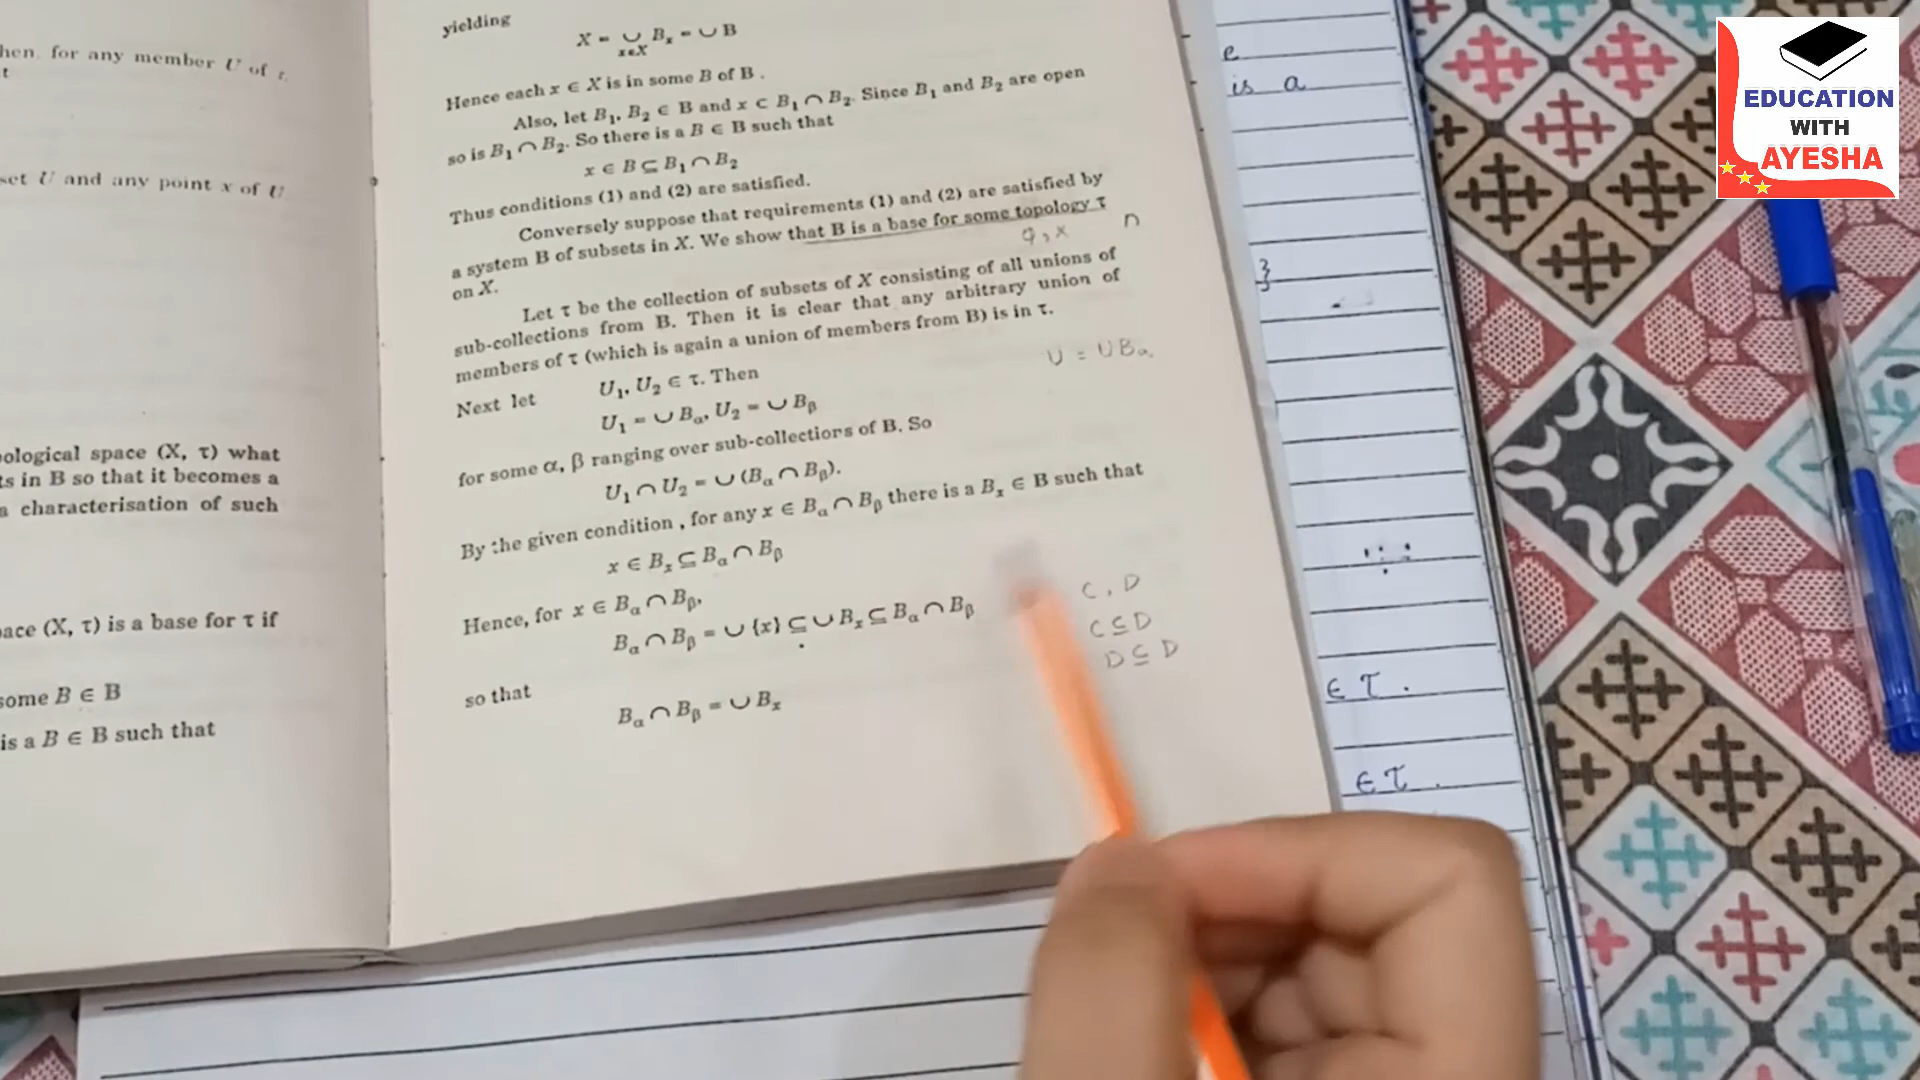 hen, for any member U of τ,
t
set U and any point x of U
ological space (X, τ) what
ts in B so that it becomes a
a characterisation of such
ace (X, τ) is a base for τ if
some B ∈ B
is a B ∈ B such that
yielding
X = ∪ Bₓ = ∪ B
x∈X
Hence each x ∈ X is in some B of B .
Also, let B₁, B₂ ∈ B and x ⊂ B₁ ∩ B₂. Since B₁ and B₂ are open
so is B₁ ∩ B₂. So there is a B ∈ B such that
x ∈ B ⊆ B₁ ∩ B₂
Thus conditions (1) and (2) are satisfied.
Conversely suppose that requirements (1) and (2) are satisfied by
a system B of subsets in X. We show that B is a base for some topology τ
on X.
φ, X
∩
Let τ be the collection of subsets of X consisting of all unions of
sub-collections from B. Then it is clear that any arbitrary union of
members of τ (which is again a union of members from B) is in τ.
U = ∪Bα
Next let U₁, U₂ ∈ τ. Then
U₁ = ∪ Bα, U₂ = ∪ Bβ
for some α, β ranging over sub-collections of B. So
U₁ ∩ U₂ = ∪ (Bα ∩ Bβ).
By the given condition , for any x ∈ Bα ∩ Bβ there is a Bₓ ∈ B such that
x ∈ Bₓ ⊆ Bα ∩ Bβ
Hence, for x ∈ Bα ∩ Bβ,
Bα ∩ Bβ = ∪ {x} ⊆ ∪ Bₓ ⊆ Bα ∩ Bβ
C , D
C ⊆ D
D ⊆ D
so that
Bα ∩ Bβ = ∪ Bₓ
e
is a
}
∈ τ .
∈ τ .
EDUCATION
WITH
AYESHA